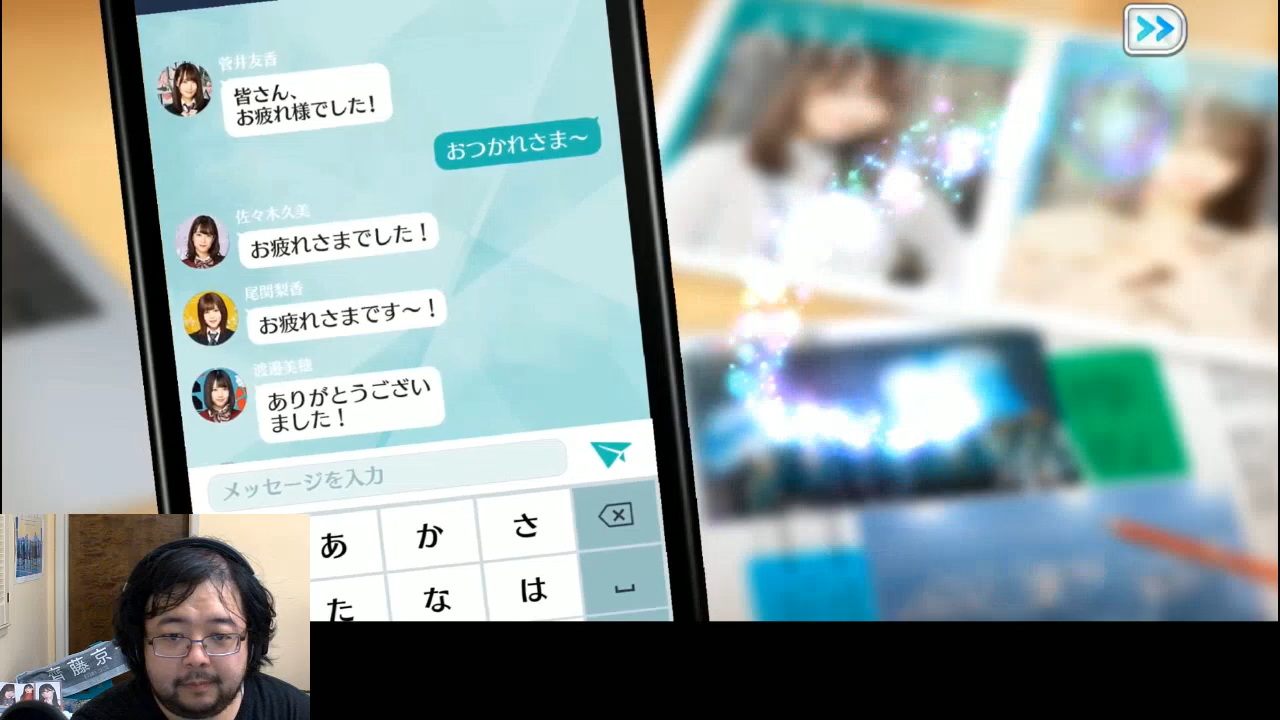 菅井友香
皆さん、
お疲れ様でした!
おつかれさま〜
佐々木久美
お疲れさまでした!
尾関梨香
お疲れさまです〜!
渡邉美穂
ありがとうござい
ました!
メッセージを入力
あ か さ
た な は
齊藤京